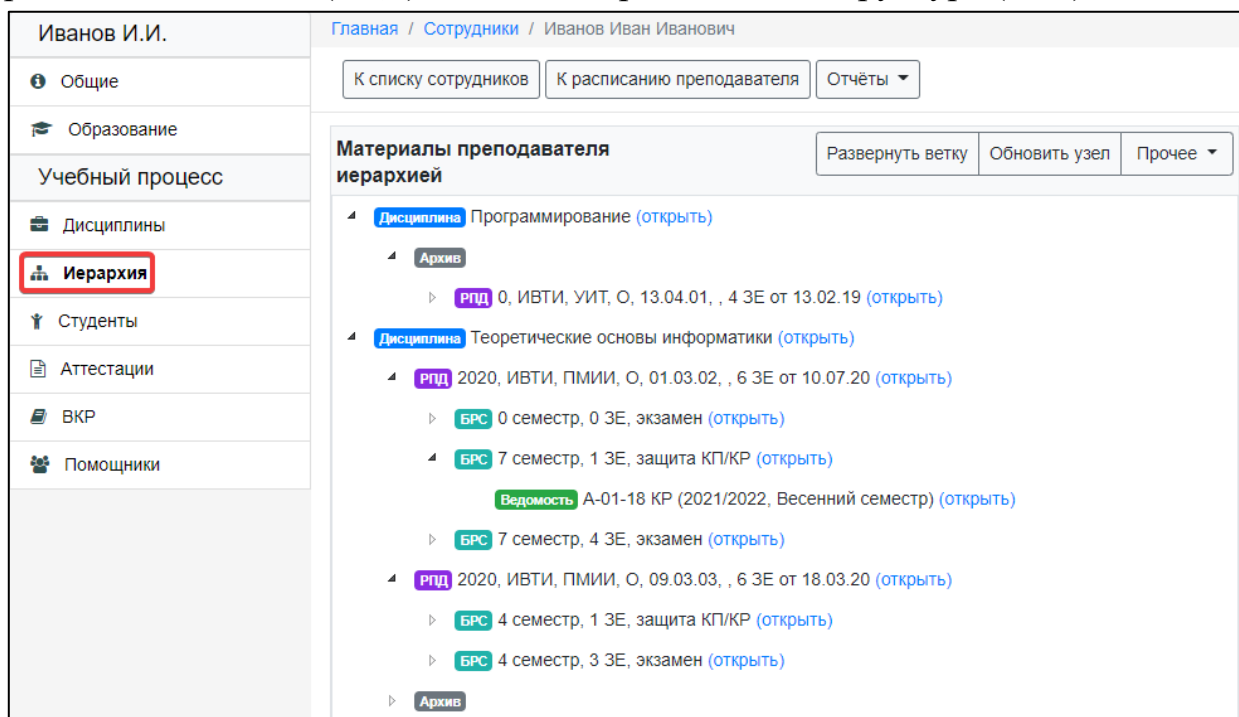 Иванов И.И.
Общие
Образование
Учебный процесс
Дисциплины
Иерархия
Студенты
Аттестации
ВКР
Помощники
Главная / Сотрудники / Иванов Иван Иванович
К списку сотрудников К расписанию преподавателя Отчёты
Материалы преподавателя
иерархией
Развернуть ветку Обновить узел Прочее
Дисциплина Программирование (открыть)
Архив
РПД 0, ИВТИ, УИТ, О, 13.04.01, , 4 ЗЕ от 13.02.19 (открыть)
Дисциплина Теоретические основы информатики (открыть)
РПД 2020, ИВТИ, ПМИИ, О, 01.03.02, , 6 ЗЕ от 10.07.20 (открыть)
БРС 0 семестр, 0 ЗЕ, экзамен (открыть)
БРС 7 семестр, 1 ЗЕ, защита КП/КР (открыть)
Ведомость А-01-18 КР (2021/2022, Весенний семестр) (открыть)
БРС 7 семестр, 4 ЗЕ, экзамен (открыть)
РПД 2020, ИВТИ, ПМИИ, О, 09.03.03, , 6 ЗЕ от 18.03.20 (открыть)
БРС 4 семестр, 1 ЗЕ, защита КП/КР (открыть)
БРС 4 семестр, 3 ЗЕ, экзамен (открыть)
Архив